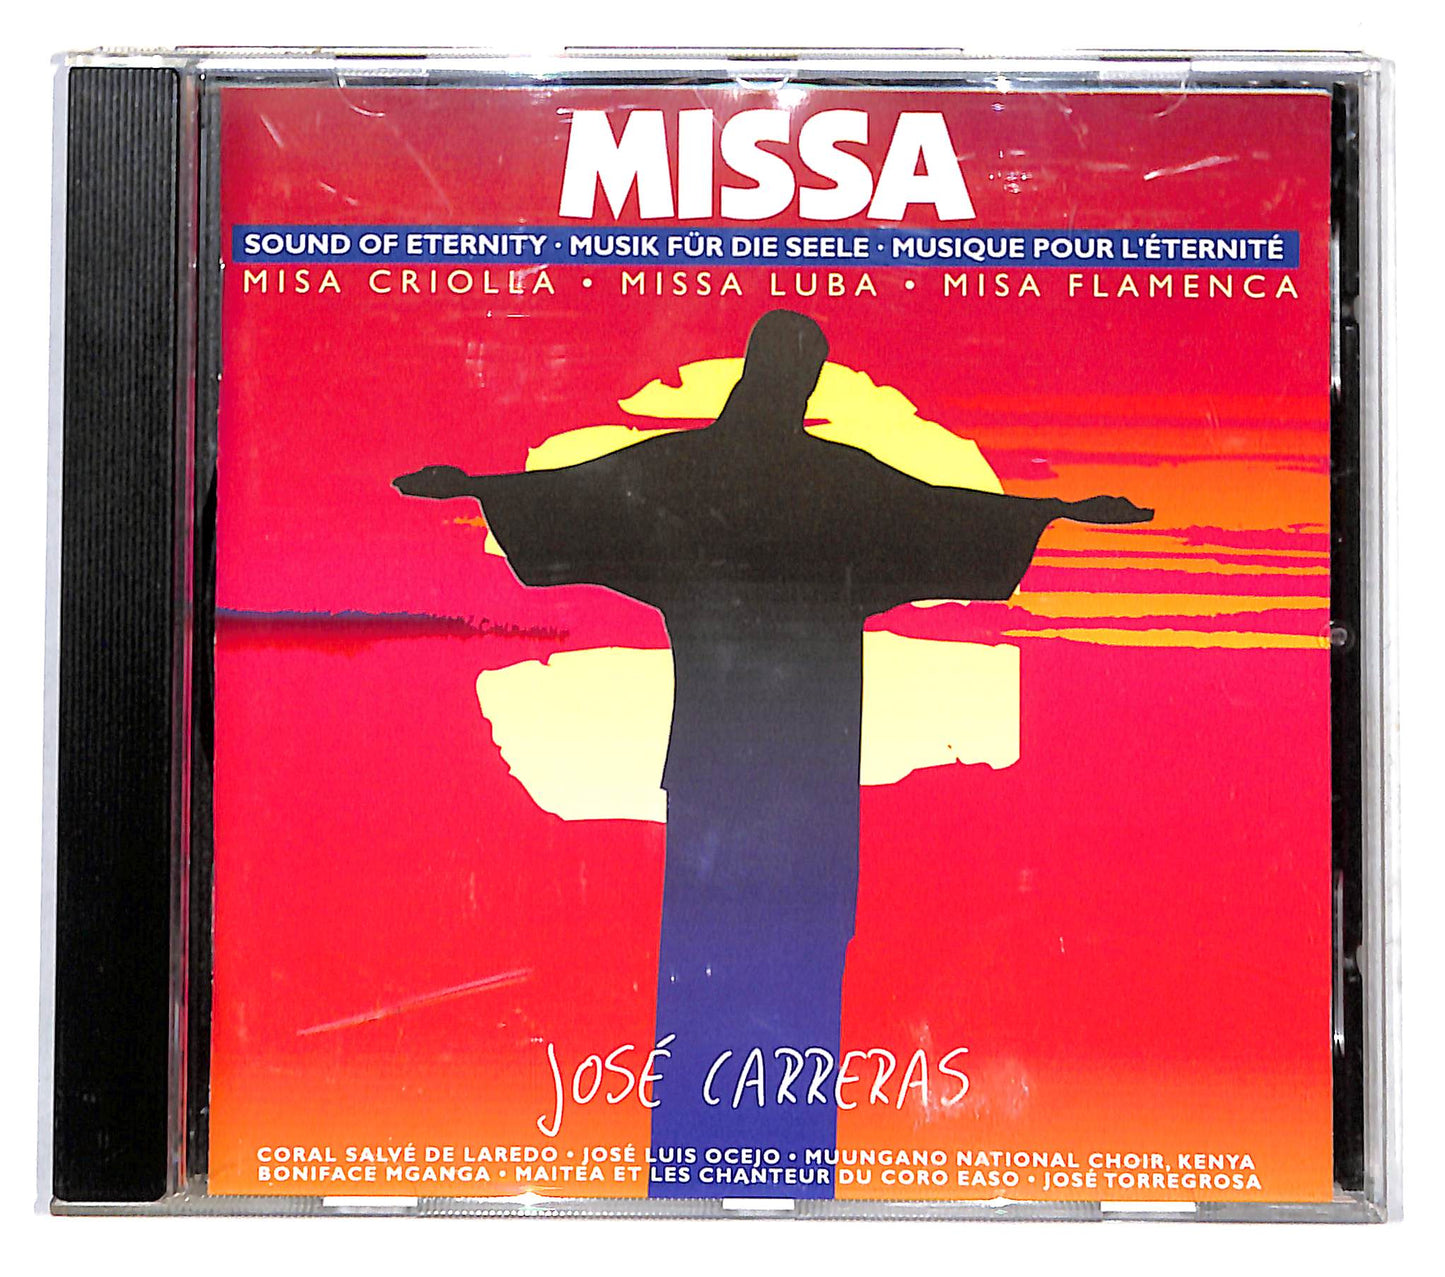 MISSA
SOUND OF ETERNITY · MUSIK FÜR DIE SEELE · MUSIQUE POUR L'ÉTERNITÉ
MISA CRIOLLA • MISSA LUBA • MISA FLAMENCA
JOSÉ CARRERAS
CORAL SALVÉ DE LAREDO • JOSÉ LUIS OCEJO • MUUNGANO NATIONAL CHOIR, KENYA
BONIFACE MGANGA • MAITEA ET LES CHANTEUR DU CORO EASO • JOSÉ TORREGROSA